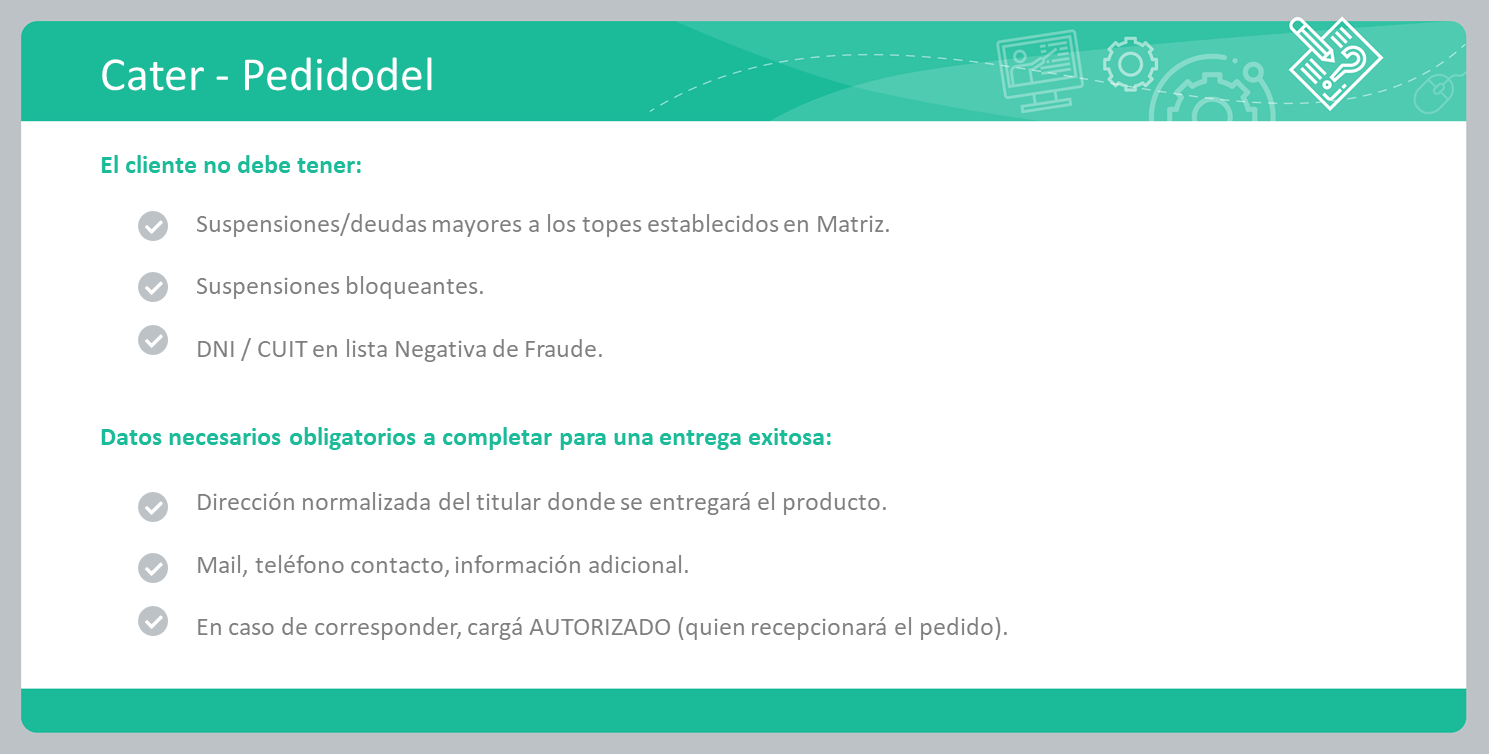 Cater - Pedidodel
El cliente no debe tener:
Suspensiones/deudas mayores a los topes establecidos en Matriz.
Suspensiones bloqueantes.
DNI / CUIT en lista Negativa de Fraude.
Datos necesarios obligatorios a completar para una entrega exitosa:
Dirección normalizada del titular donde se entregará el producto.
Mail, teléfono contacto, información adicional.
En caso de corresponder, cargá AUTORIZADO (quien recepcionará el pedido).